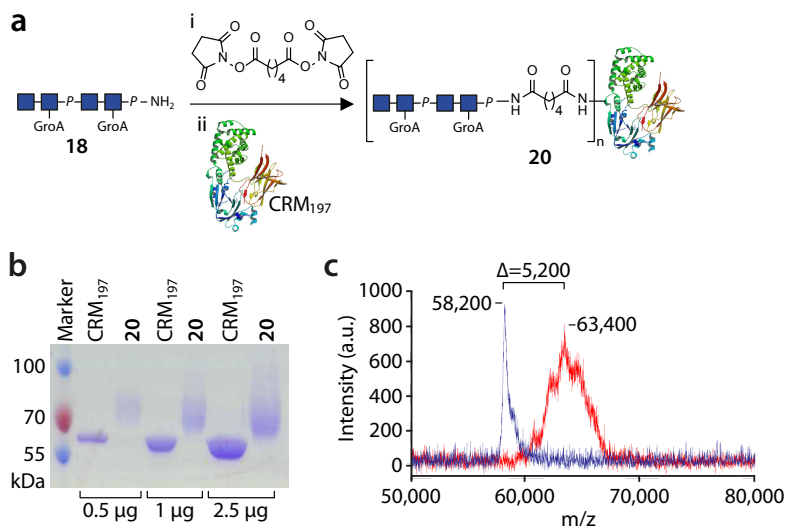 a
i
O O O O
N O O N
O 4 O
O O
P P NH₂
GroA GroA
18
ii
CRM₁₉₇
P P N H 4 N H n
GroA GroA
20
b
Marker
CRM₁₉₇
20
CRM₁₉₇
20
CRM₁₉₇
20
100
70
55
kDa
0.5 µg 1 µg 2.5 µg
c
Δ=5,200
58,200
63,400
Intensity (a.u.)
1000
800
600
400
200
0
50,000 60,000 70,000 80,000
m/z